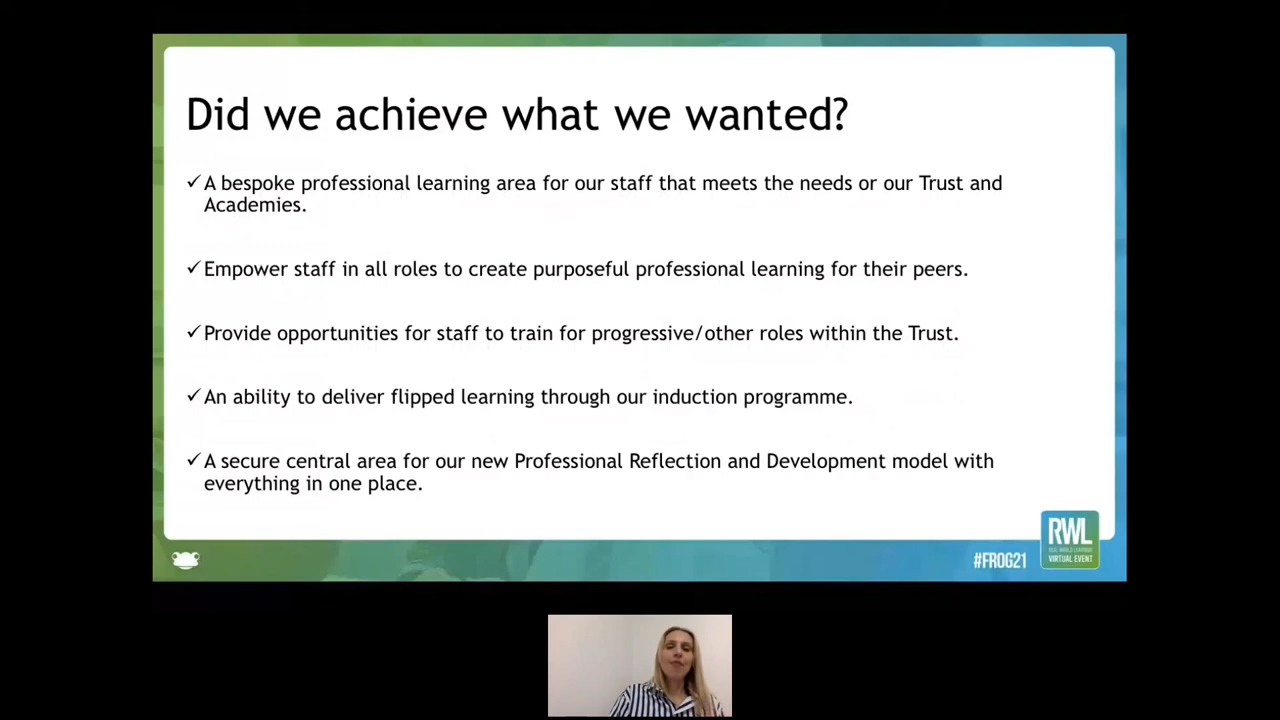 Did we achieve what we wanted?
✓A bespoke professional learning area for our staff that meets the needs or our Trust and
Academies.
✓Empower staff in all roles to create purposeful professional learning for their peers.
✓Provide opportunities for staff to train for progressive/other roles within the Trust.
✓An ability to deliver flipped learning through our induction programme.
✓A secure central area for our new Professional Reflection and Development model with
everything in one place.
#FROG21
RWL
REAL WORLD LEARNING
VIRTUAL EVENT